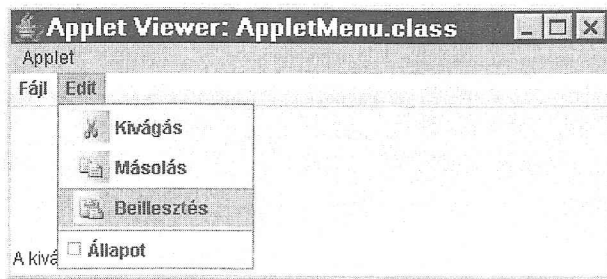 Applet Viewer: AppletMenu.class
Applet
Fájl Edit
Kivágás
Másolás
Beillesztés
Állapot
A kivá